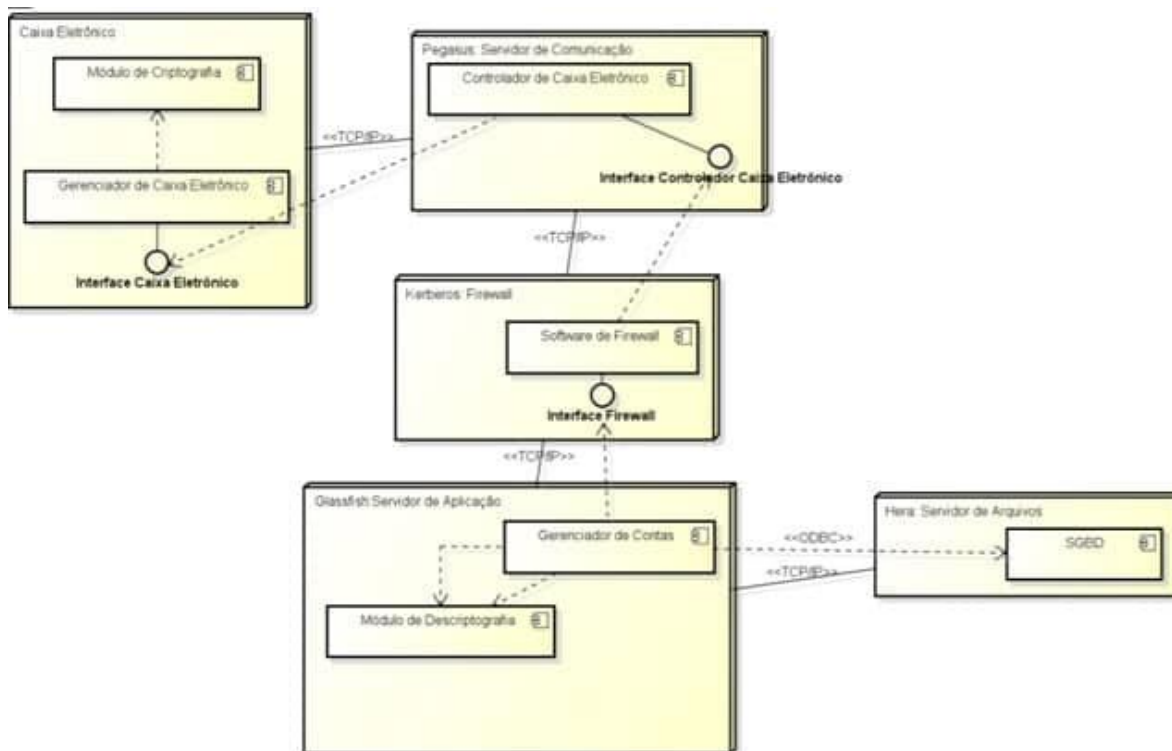 Caixa Eletrônico
Módulo de Criptografia
Gerenciador de Caixa Eletrônico
Interface Caixa Eletrônico
<<TCP/IP>>
Pegasus: Servidor de Comunicação
Controlador de Caixa Eletrônico
Interface Controlador Caixa Eletrônico
<<TCP/IP>>
Kerberos: Firewall
Software de Firewall
Interface Firewall
<<TCP/IP>>
Glassfish:Servidor de Aplicação
Gerenciador de Contas
Módulo de Descriptografia
<<ODBC>>
<<TCP/IP>>
Hera: Servidor de Arquivos
SGBD